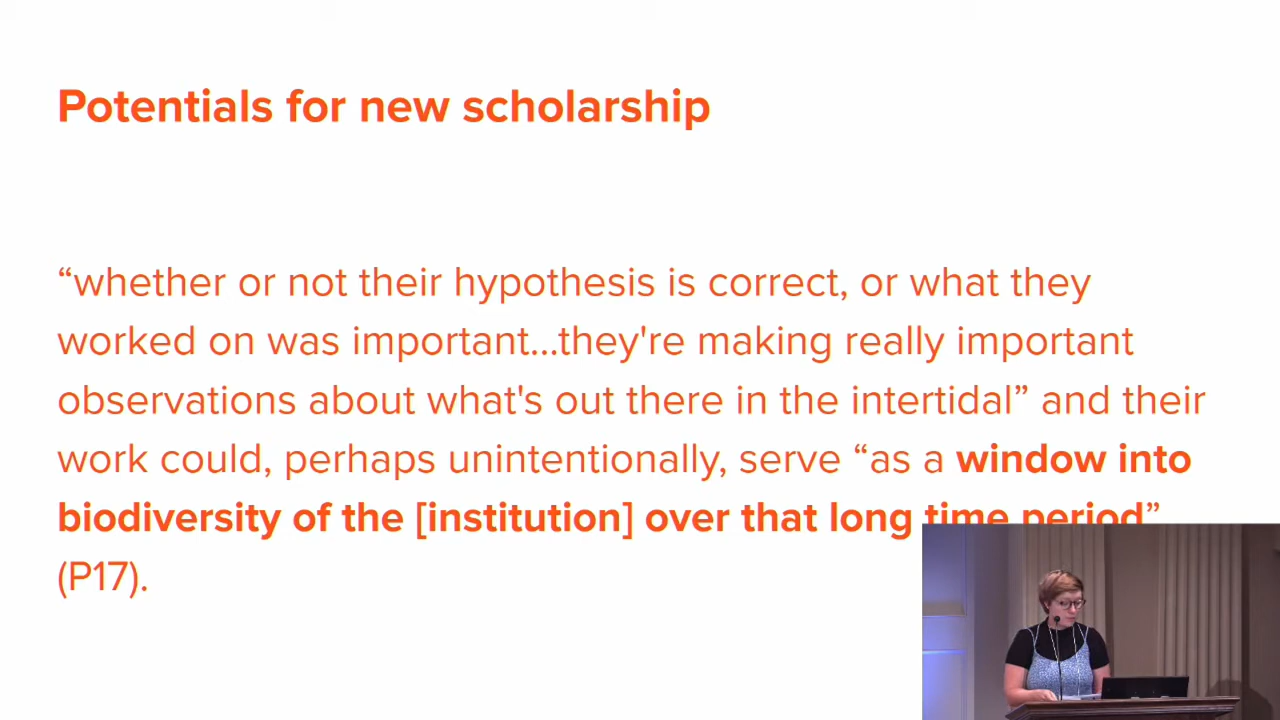 Potentials for new scholarship
“whether or not their hypothesis is correct, or what they
worked on was important...they're making really important
observations about what's out there in the intertidal” and their
work could, perhaps unintentionally, serve “as a window into
biodiversity of the [institution] over that long time period”
(P17).